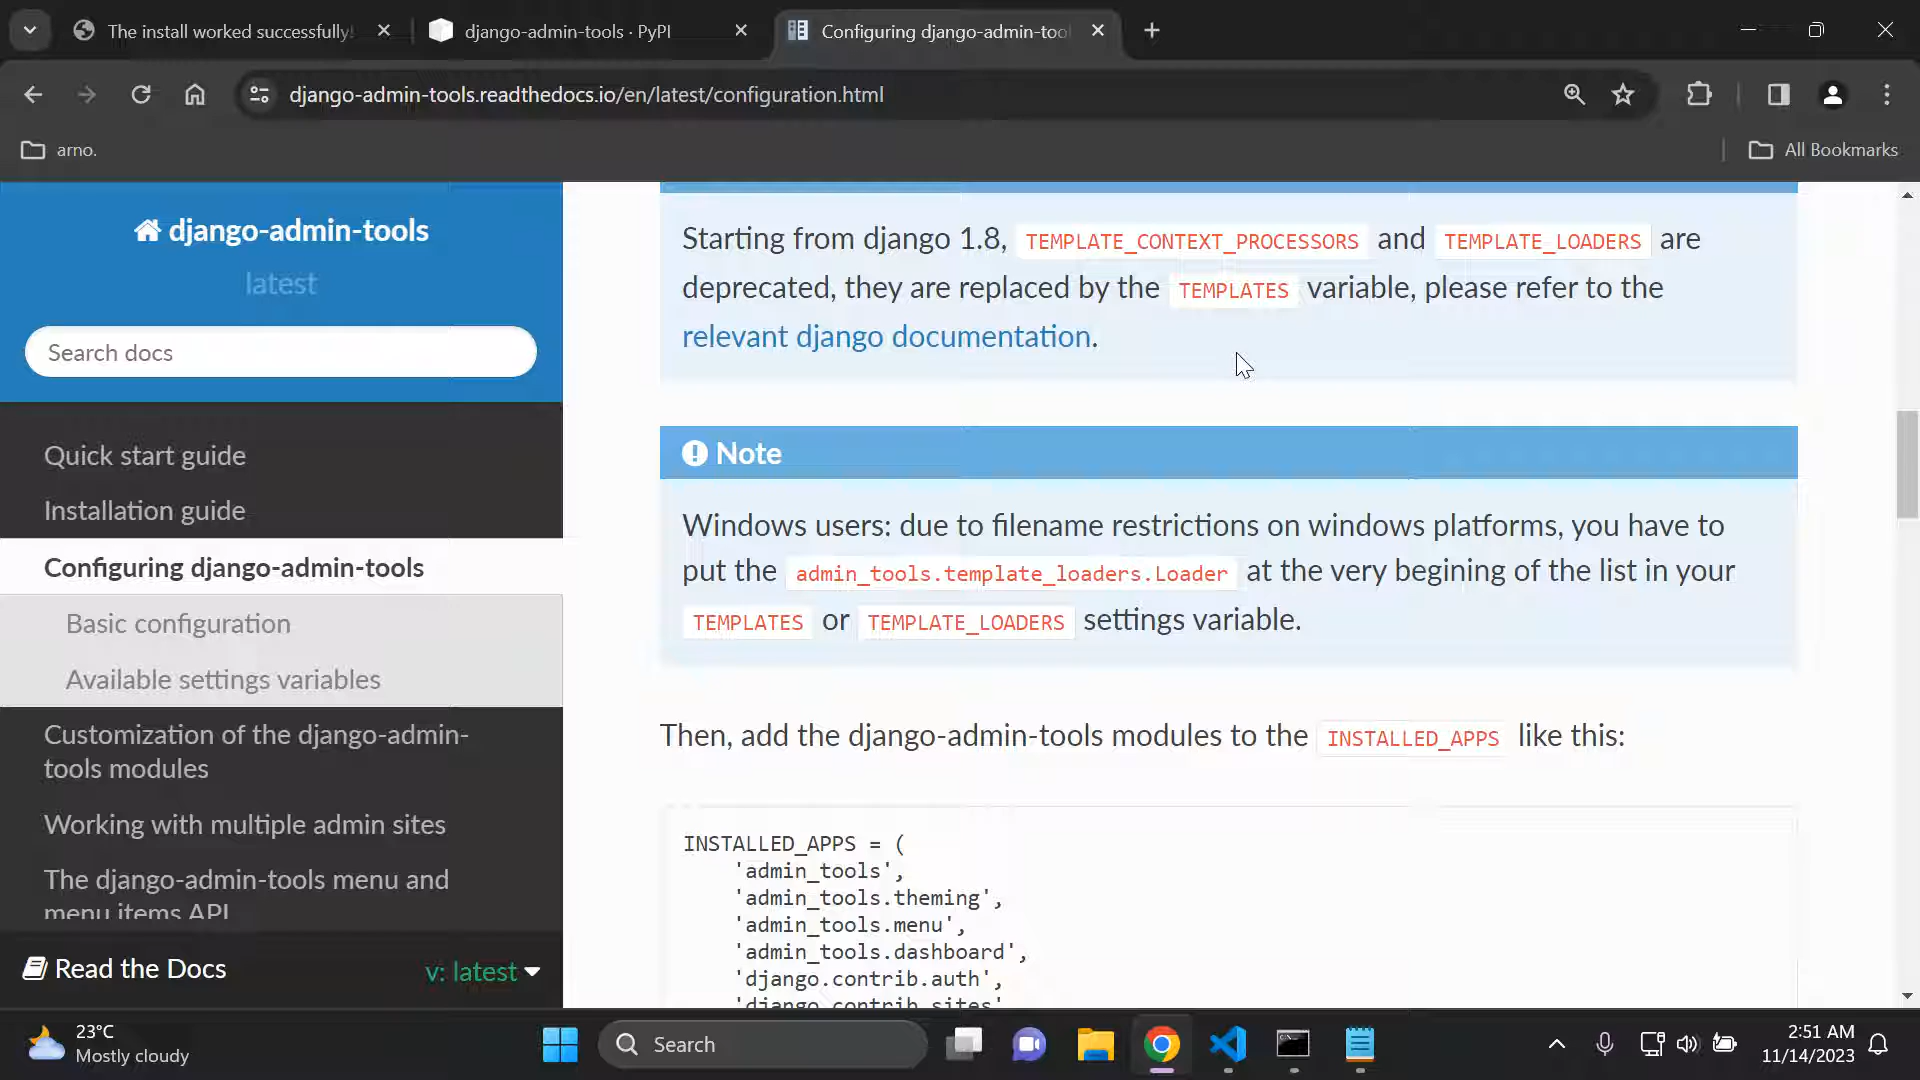 The install worked successfully!
django-admin-tools · PyPI
Configuring django-admin-too
django-admin-tools.readthedocs.io/en/latest/configuration.html
arno.
All Bookmarks
django-admin-tools
latest
Search docs
Quick start guide
Installation guide
Configuring django-admin-tools
Basic configuration
Available settings variables
Customization of the django-admin-
tools modules
Working with multiple admin sites
The django-admin-tools menu and
menu items API
Read the Docs
v: latest
Starting from django 1.8, TEMPLATE_CONTEXT_PROCESSORS and TEMPLATE_LOADERS are
deprecated, they are replaced by the TEMPLATES variable, please refer to the
relevant django documentation.
Note
Windows users: due to filename restrictions on windows platforms, you have to
put the admin_tools.template_loaders.Loader at the very begining of the list in your
TEMPLATES or TEMPLATE_LOADERS settings variable.
Then, add the django-admin-tools modules to the INSTALLED_APPS like this:
INSTALLED_APPS = (
'admin_tools',
'admin_tools.theming',
'admin_tools.menu',
'admin_tools.dashboard',
'django.contrib.auth',
'django.contrib.sites'
23°C
Mostly cloudy
Search
2:51 AM
11/14/2023